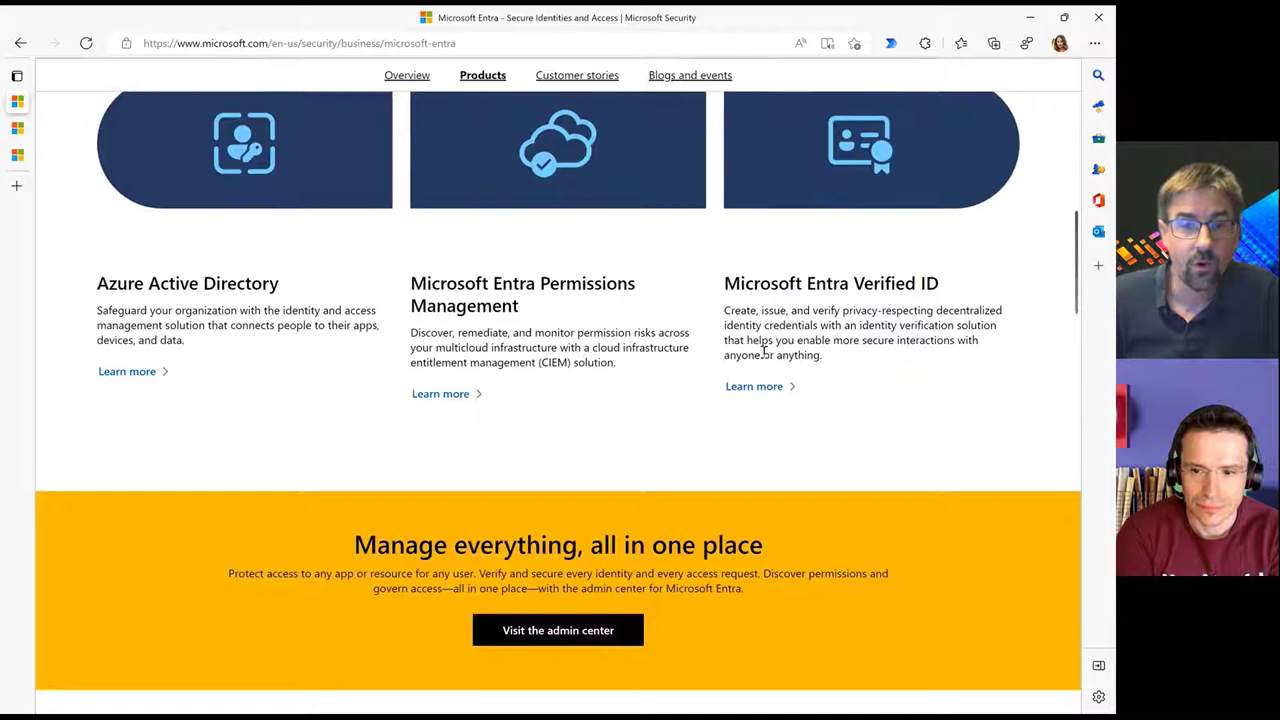 Microsoft Entra - Secure Identities and Access | Microsoft Security
https://www.microsoft.com/en-us/security/business/microsoft-entra
Overview
Products
Customer stories
Blogs and events
Azure Active Directory
Safeguard your organization with the identity and access
management solution that connects people to their apps,
devices, and data.
Learn more
Microsoft Entra Permissions
Management
Discover, remediate, and monitor permission risks across
your multicloud infrastructure with a cloud infrastructure
entitlement management (CIEM) solution.
Learn more
Microsoft Entra Verified ID
Create, issue, and verify privacy-respecting decentralized
identity credentials with an identity verification solution
that helps you enable more secure interactions with
anyone or anything.
Learn more
Manage everything, all in one place
Protect access to any app or resource for any user. Verify and secure every identity and every access request. Discover permissions and
govern access—all in one place—with the admin center for Microsoft Entra.
Visit the admin center